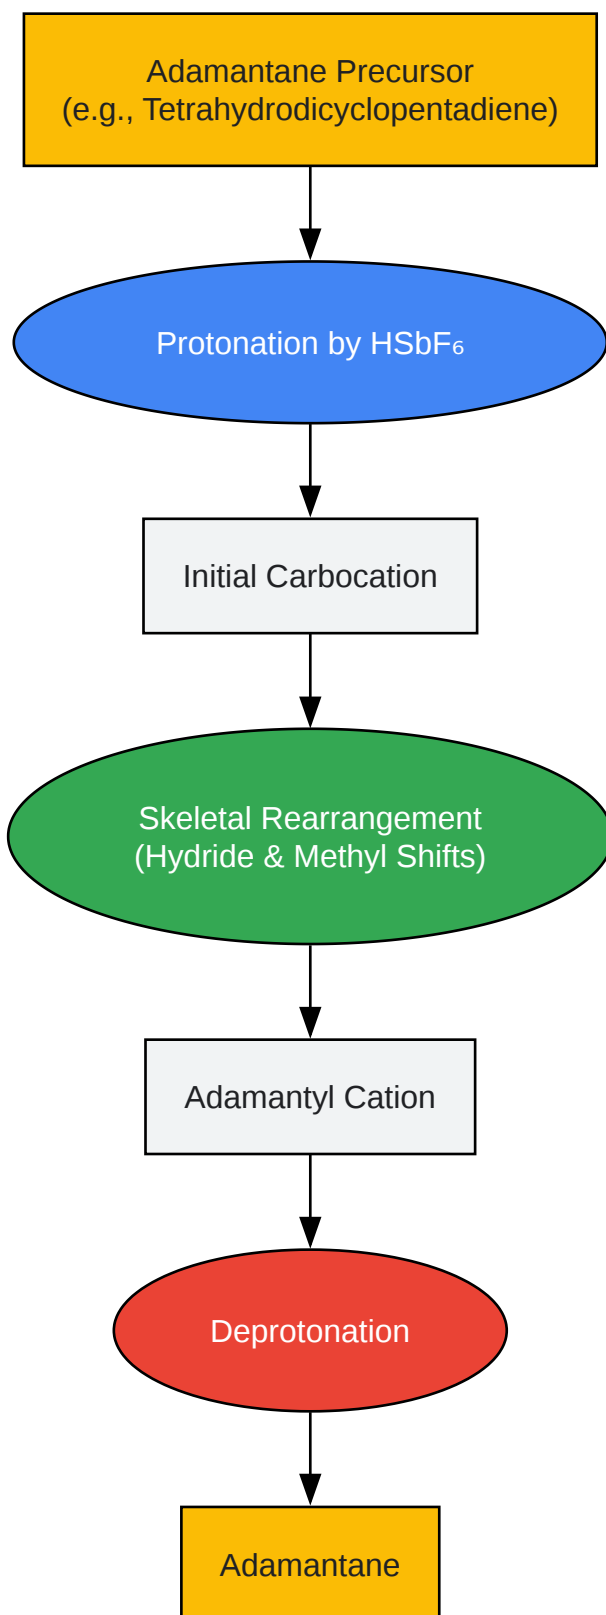 Adamantane Precursor
(e.g., Tetrahydrodicyclopentadiene)
Protonation by HSbF₆
Initial Carbocation
Skeletal Rearrangement
(Hydride & Methyl Shifts)
Adamantyl Cation
Deprotonation
Adamantane